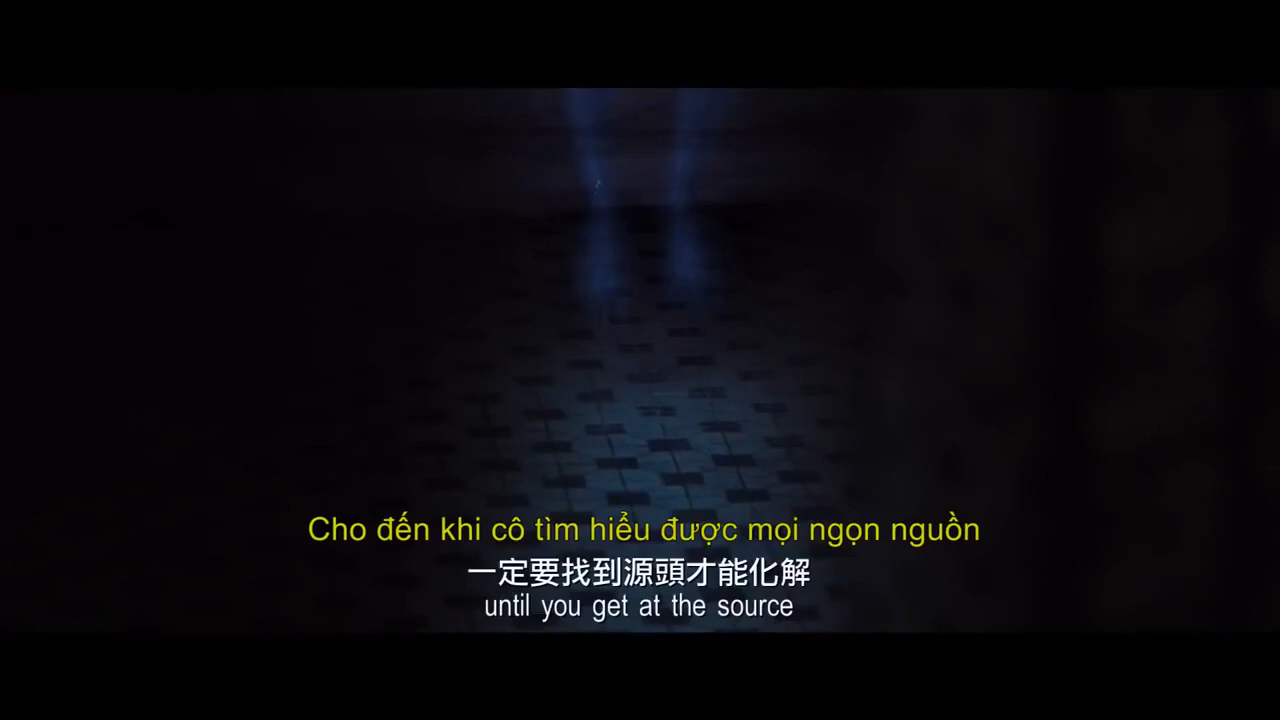 Cho đến khi cô tìm hiểu được mọi ngọn nguồn
一定要找到源頭才能化解
until you get at the source